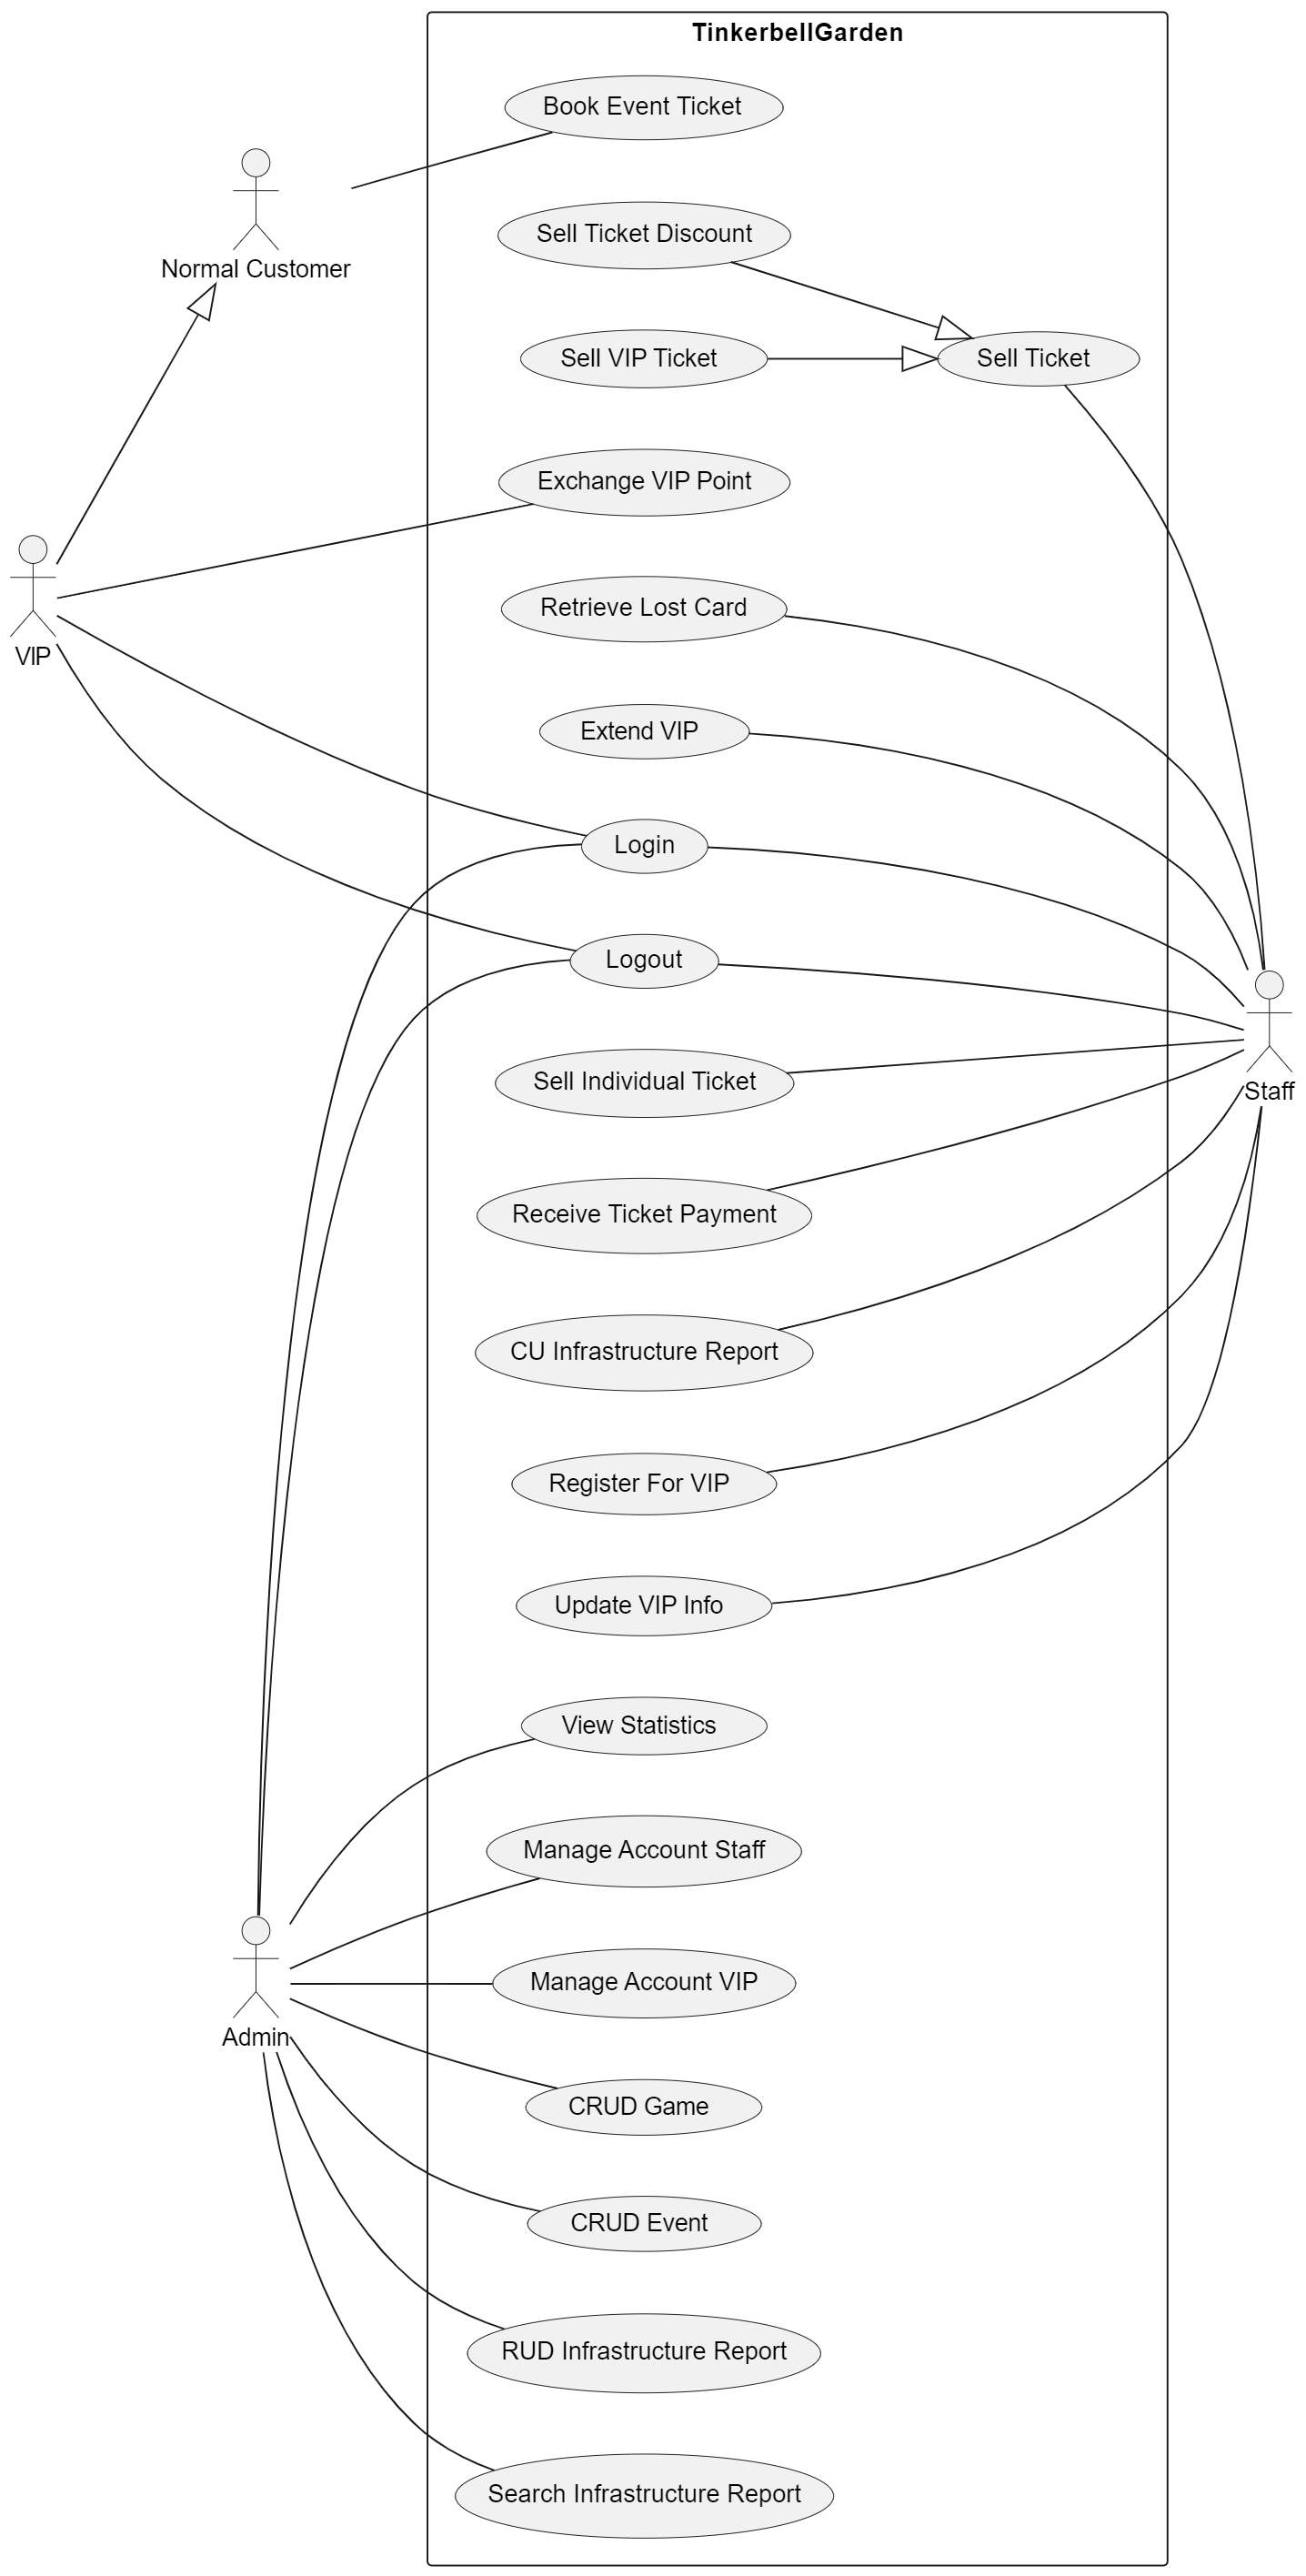 TinkerbellGarden
Book Event Ticket
Normal Customer
Sell Ticket Discount
Sell VIP Ticket
Sell Ticket
Exchange VIP Point
VIP
Retrieve Lost Card
Extend VIP
Login
Logout
Sell Individual Ticket
Staff
Receive Ticket Payment
CU Infrastructure Report
Register For VIP
Update VIP Info
View Statistics
Manage Account Staff
Manage Account VIP
Admin
CRUD Game
CRUD Event
RUD Infrastructure Report
Search Infrastructure Report